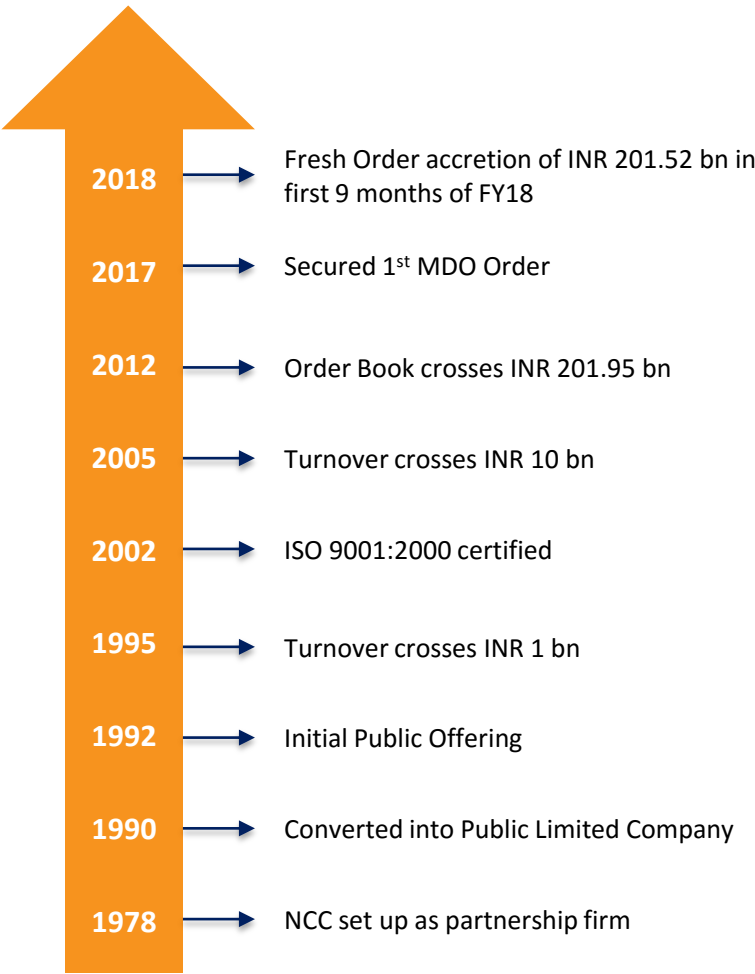 2018
Fresh Order accretion of INR 201.52 bn in
first 9 months of FY18
2017
Secured 1st MDO Order
2012
Order Book crosses INR 201.95 bn
2005
Turnover crosses INR 10 bn
2002
ISO 9001:2000 certified
1995
Turnover crosses INR 1 bn
1992
Initial Public Offering
1990
Converted into Public Limited Company
1978
NCC set up as partnership firm